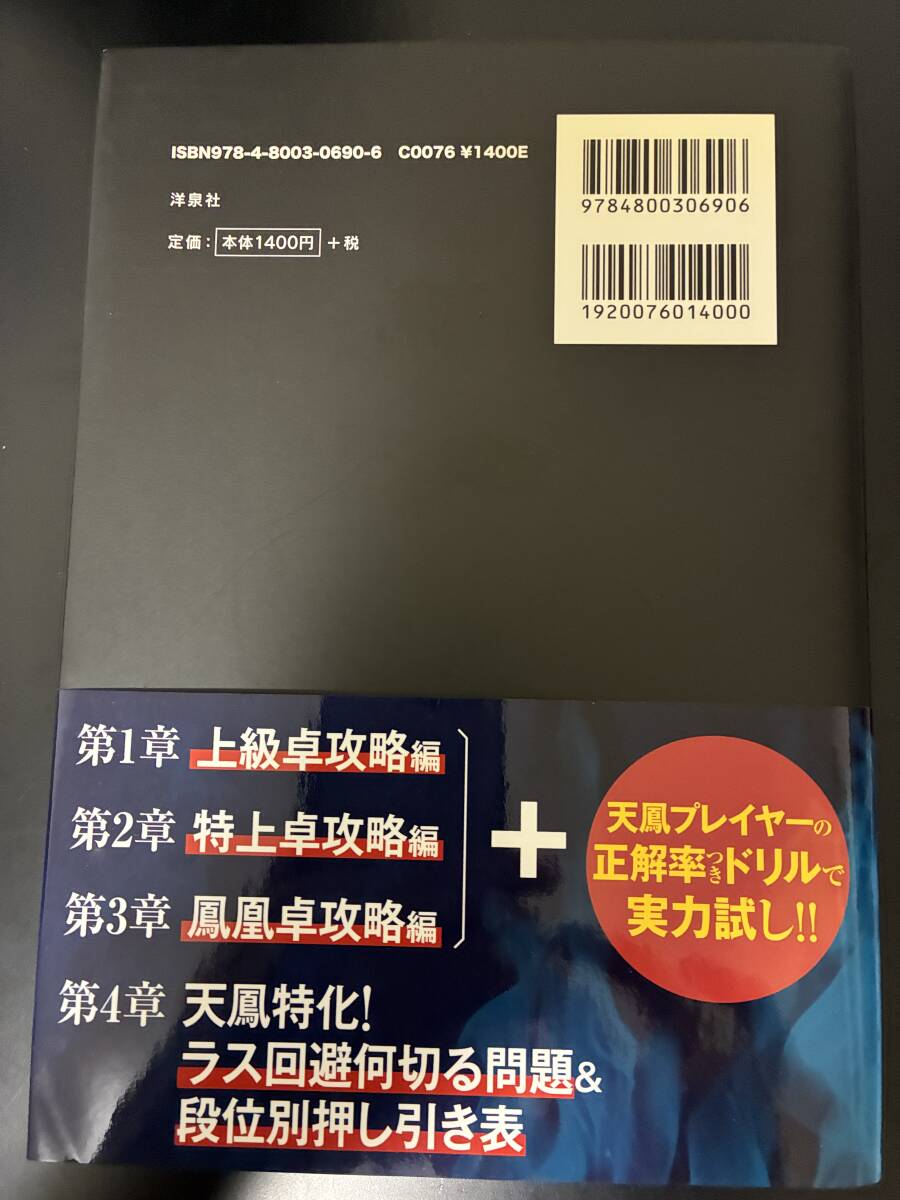 ISBN978-4-8003-0690-6 C0076 ¥1400E
洋泉社
定価：本体1400円＋税
9784800306906
1920076014000
第1章 上級卓攻略編
第2章 特上卓攻略編
第3章 鳳凰卓攻略編
第4章 天鳳特化！
ラス回避何切る問題&
段位別押し引き表
+
天鳳プレイヤーの
正解率つきドリルで
実力試し!!